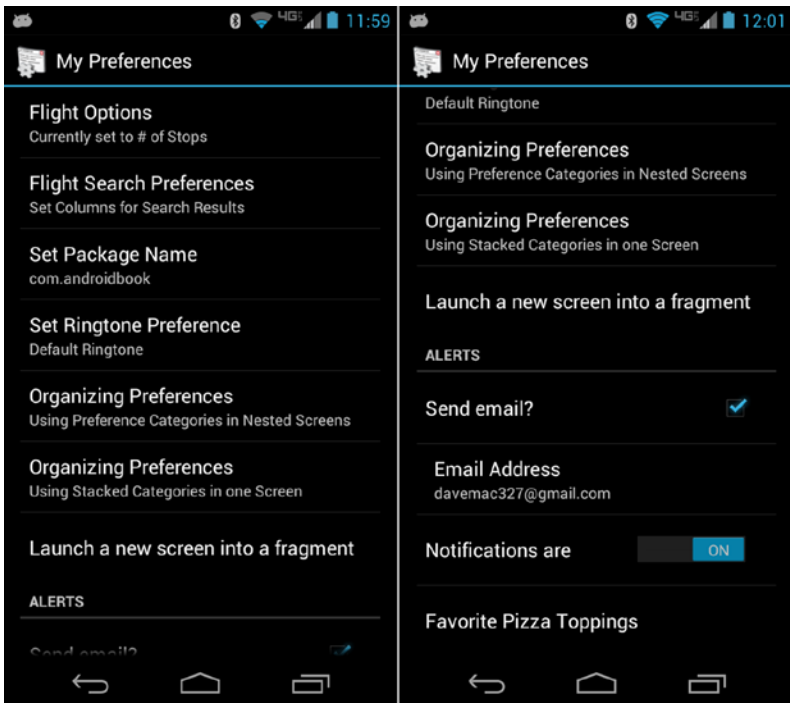 4G 11:59
My Preferences
Flight Options
Currently set to # of Stops
Flight Search Preferences
Set Columns for Search Results
Set Package Name
com.androidbook
Set Ringtone Preference
Default Ringtone
Organizing Preferences
Using Preference Categories in Nested Screens
Organizing Preferences
Using Stacked Categories in one Screen
Launch a new screen into a fragment
ALERTS
Send email?
4G 12:01
My Preferences
Default Ringtone
Organizing Preferences
Using Preference Categories in Nested Screens
Organizing Preferences
Using Stacked Categories in one Screen
Launch a new screen into a fragment
ALERTS
Send email?
Email Address
davemac327@gmail.com
Notifications are ON
Favorite Pizza Toppings